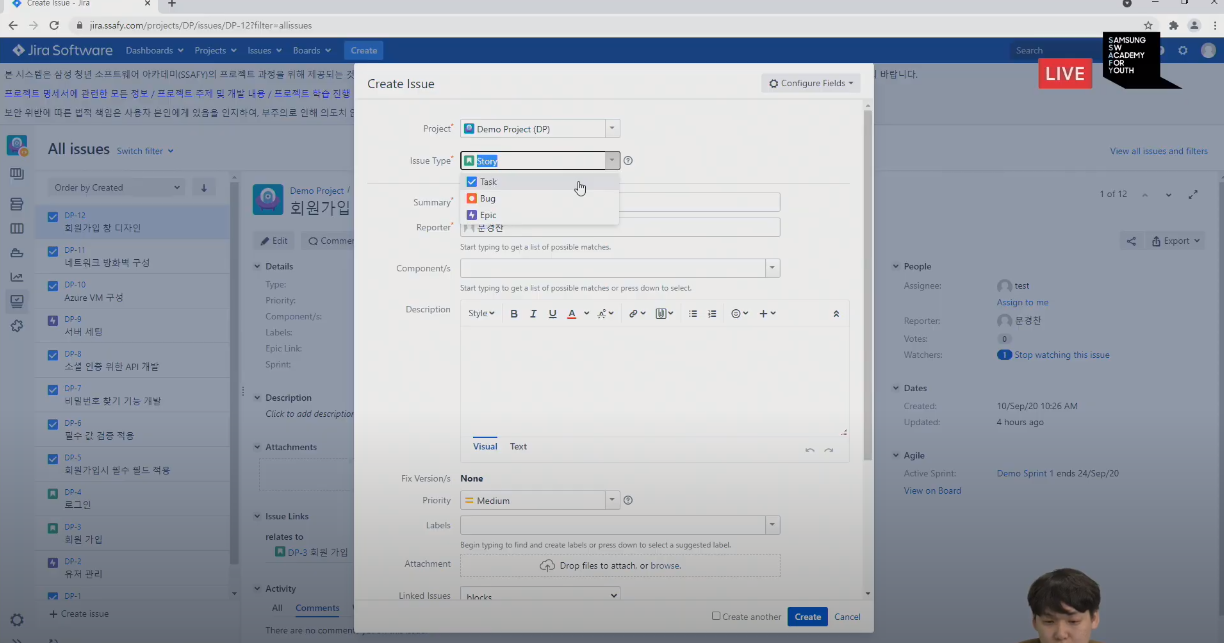 Create Issue - Jira
jira.ssafy.com/projects/DP/issues/DP-12?filter=allissues
Jira Software Dashboards Projects Issues Boards Create Search
SAMSUNG
SW
ACADEMY
FOR
YOUTH
LIVE
본 시스템은 삼성 청년 소프트웨어 아카데미(SSAFY)의 프로젝트 과정을 위해 제공되는 바랍니다.
프로젝트 명세서에 관련한 모든 정보 / 프로젝트 주제 및 개발 내용 / 프로젝트 학습 진행
보안 위반에 따른 법적 책임은 사용자 본인에게 있음을 인지하여, 부주의로 인해 의도치
All issues Switch filter
View all issues and filters
Order by Created
DP-12
회원가입 창 디자인
DP-11
네트워크 방화벽 구성
DP-10
Azure VM 구성
DP-9
서버 세팅
DP-8
소셜 인증 위한 API 개발
DP-7
비밀번호 찾기 기능 개발
DP-6
필수 값 검증 적용
DP-5
회원가입시 필수 필드 적용
DP-4
로그인
DP-3
회원 가입
DP-2
유저 관리
DP-1
+ Create issue
Demo Project /
회원가입
Edit Comme
Details
Type:
Priority:
Component/s:
Labels:
Epic Link:
Sprint:
Description
Click to add description
Attachments
Issue Links
relates to
DP-3 회원 가입
Activity
All Comments
There are no comment
Create Issue
Configure Fields
Project* Demo Project (DP)
Issue Type* Story
Task
Bug
Epic
Summary*
Reporter* 문경찬
Start typing to get a list of possible matches.
Component/s
Start typing to get a list of possible matches or press down to select.
Description
Style B I U A
Visual Text
Fix Version/s None
Priority Medium
Labels
Begin typing to find and create labels or press down to select a suggested label.
Attachment Drop files to attach, or browse.
Linked Issues blocks
Create another Create Cancel
1 of 12
Export
People
Assignee: test
Assign to me
Reporter: 문경찬
Votes: 0
Watchers: 1 Stop watching this issue
Dates
Created: 10/Sep/20 10:26 AM
Updated: 4 hours ago
Agile
Active Sprint: Demo Sprint 1 ends 24/Sep/20
View on Board